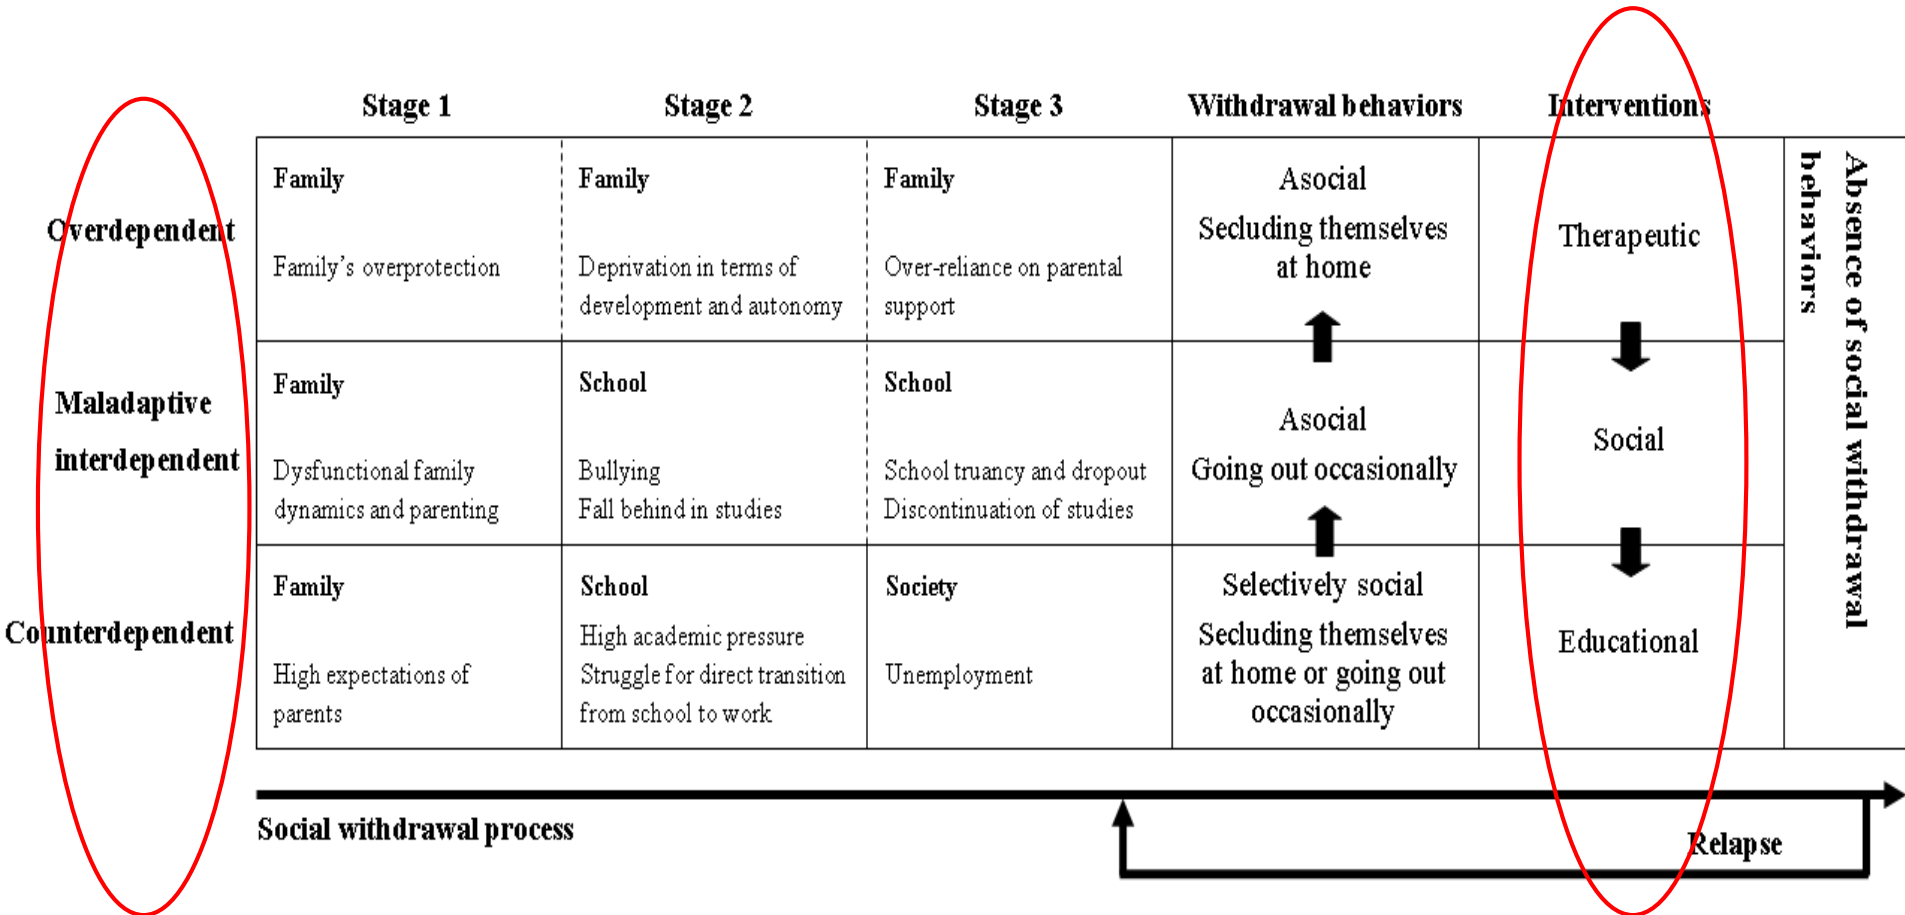 Stage 1
Stage 2
Stage 3
Withdrawal behaviors
Interventions
Overdependent
Family
Family's overprotection
Family
Deprivation in terms of
development and autonomy
Family
Over-reliance on parental
support
Asocial
Secluding themselves
at home
Therapeutic
Absence of social withdrawal
behaviors
Maladaptive
interdependent
Family
Dysfunctional family
dynamics and parenting
School
Bullying
Fall behind in studies
School
School truancy and dropout
Discontinuation of studies
Asocial
Going out occasionally
Social
Counterdependent
Family
High expectations of
parents
School
High academic pressure
Struggle for direct transition
from school to work
Society
Unemployment
Selectively social
Secluding themselves
at home or going out
occasionally
Educational
Social withdrawal process
Relapse